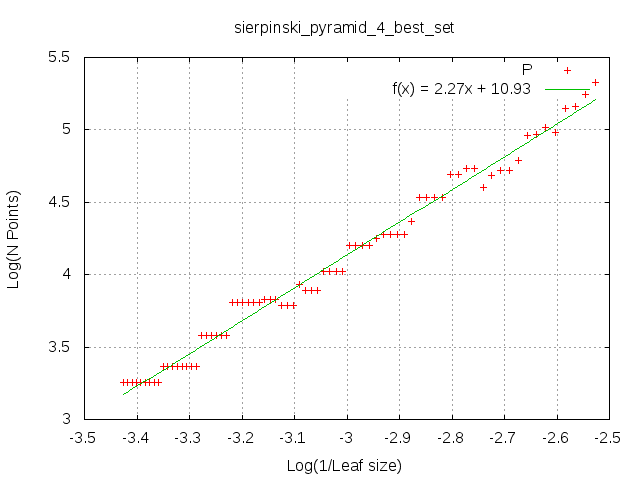 sierpinski_pyramid_4_best_set
5.5
5
4.5
4
3.5
3
Log(N Points)
P
f(x) = 2.27x + 10.93
-3.5 -3.4 -3.3 -3.2 -3.1 -3 -2.9 -2.8 -2.7 -2.6 -2.5
Log(1/Leaf size)